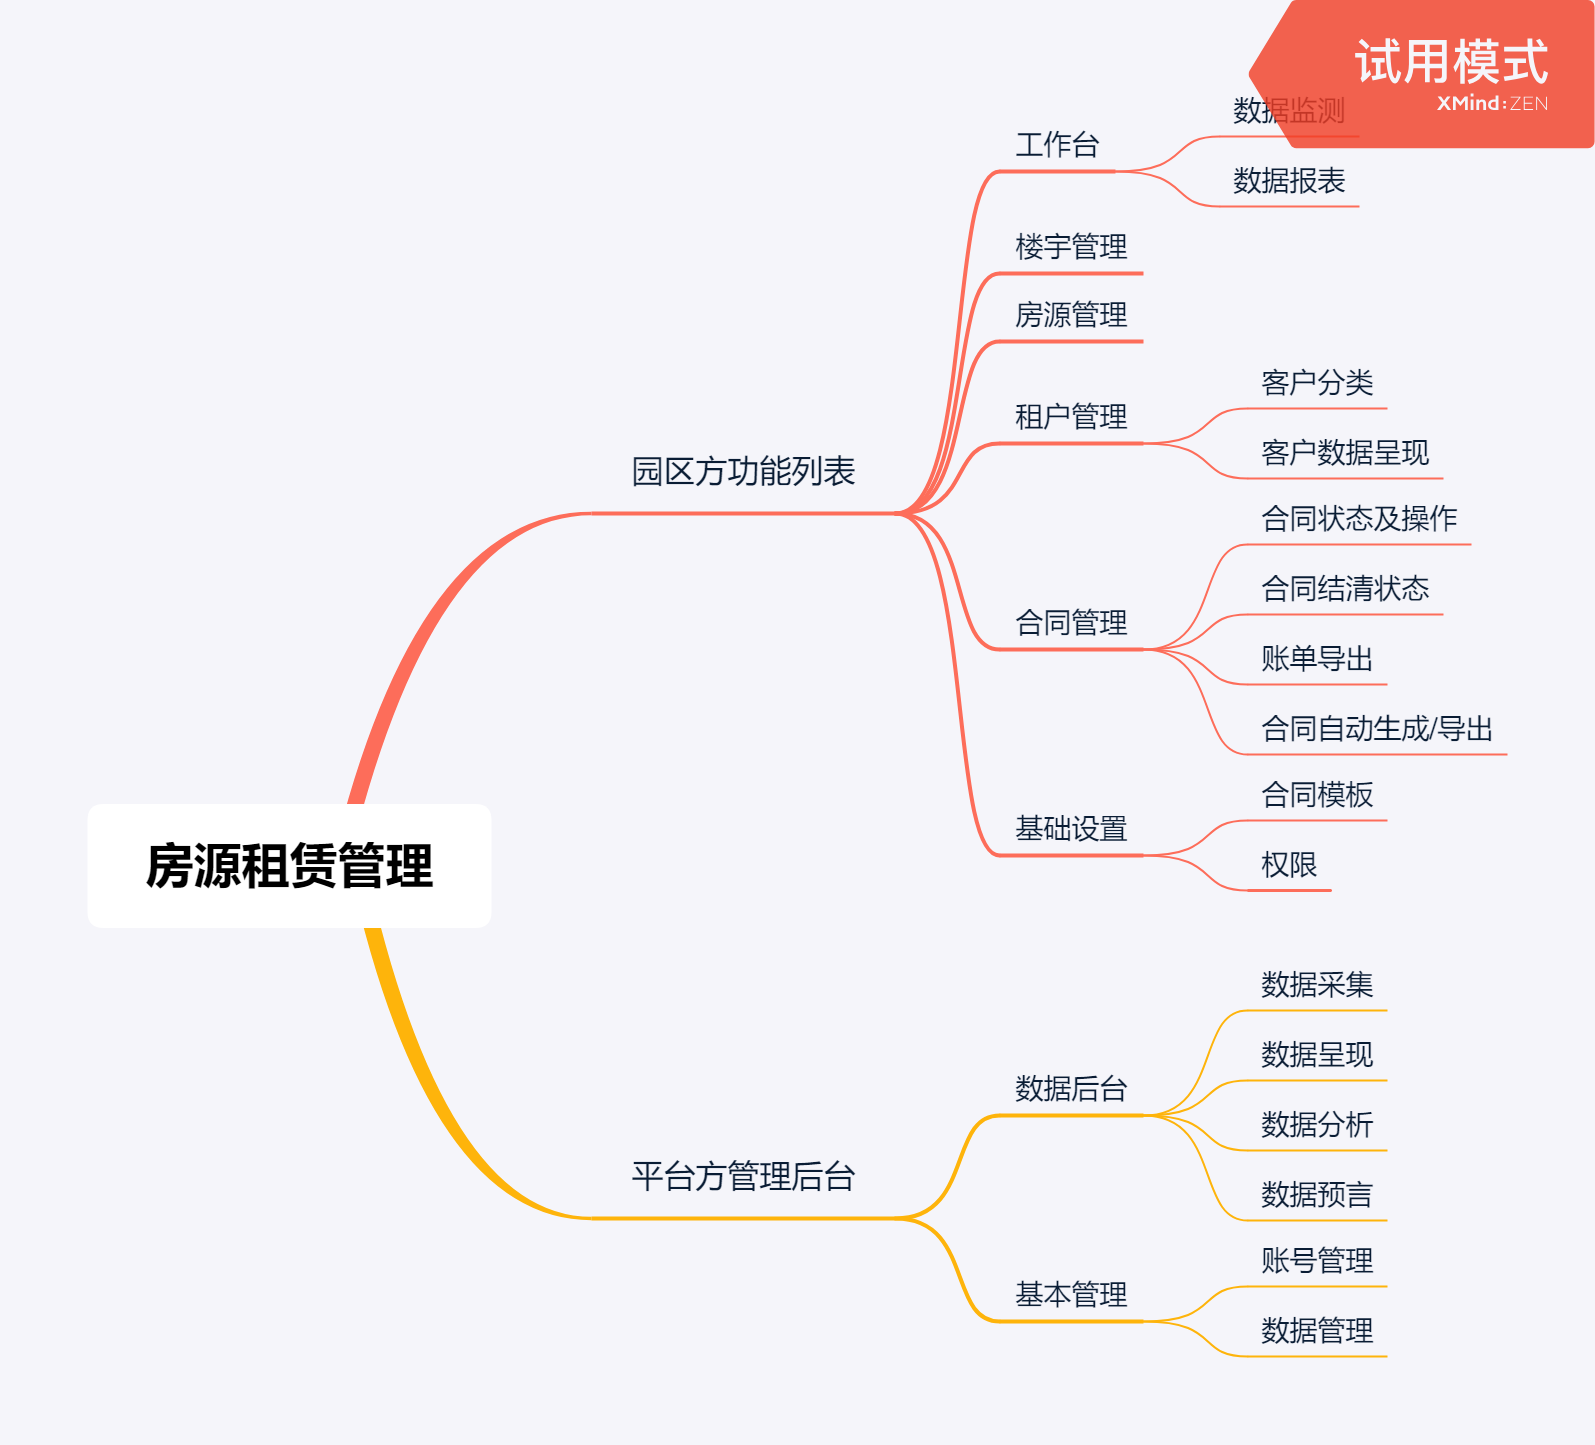 试用模式
XMind:ZEN
数据监测
工作台
数据报表
楼宇管理
房源管理
客户分类
租户管理
客户数据呈现
园区方功能列表
合同状态及操作
合同结清状态
合同管理
账单导出
合同自动生成/导出
合同模板
基础设置
权限
房源租赁管理
数据采集
数据呈现
数据后台
数据分析
平台方管理后台
数据预言
账号管理
基本管理
数据管理